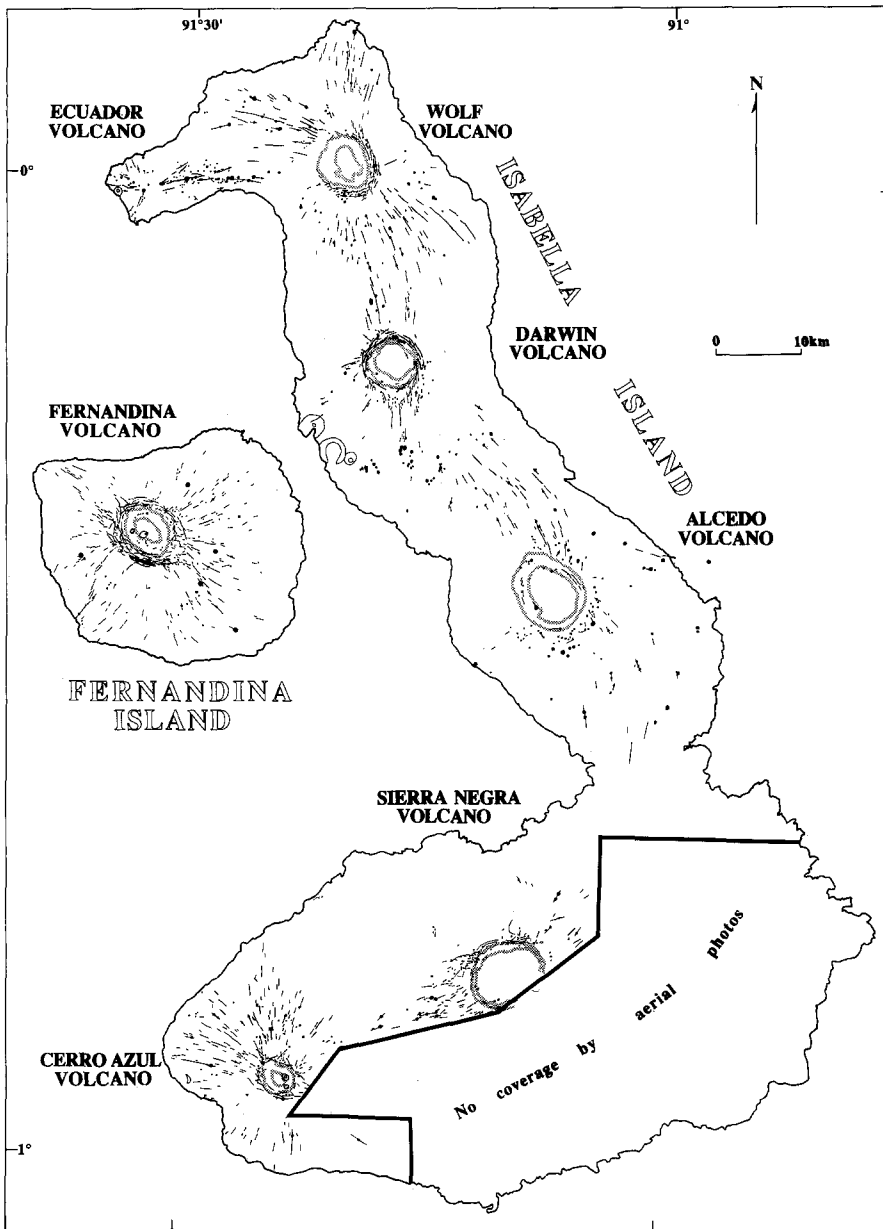 91°30'
91°
ECUADOR
VOLCANO
WOLF
VOLCANO
N
0°
ISABELLA
ISLAND
DARWIN
VOLCANO
0
10km
FERNANDINA
VOLCANO
ALCEDO
VOLCANO
FERNANDINA
ISLAND
SIERRA NEGRA
VOLCANO
No coverage by aerial photos
CERRO AZUL
VOLCANO
1°